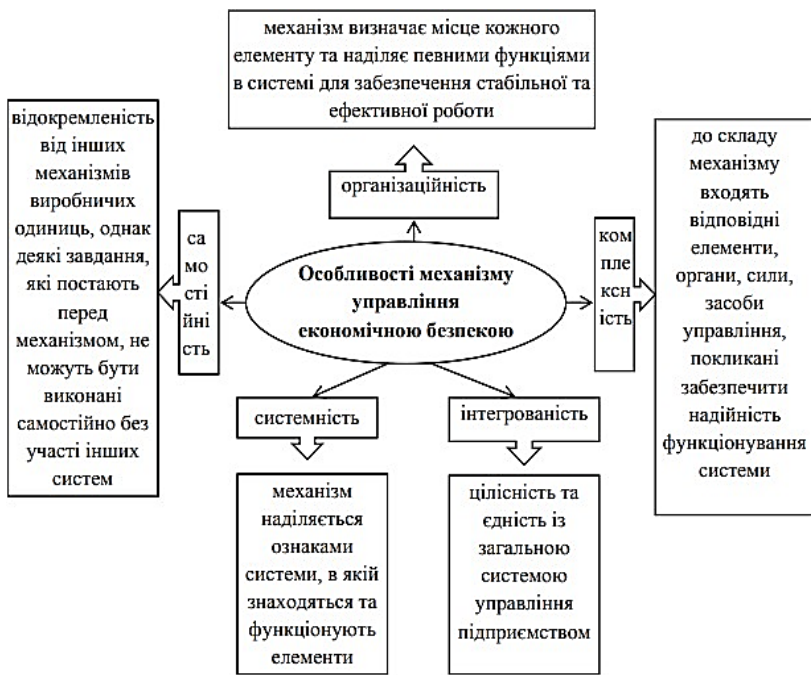 механізм визначає місце кожного
елементу та наділяє певними функціями
в системі для забезпечення стабільної та
ефективної роботи
організаційність
відокремленість
від інших
механізмів
виробничих
одиниць, однак
деякі завдання,
які постають
перед
механізмом, не
можуть бути
виконані
самостійно без
участі інших
систем
са
мо
сті
йн
ість
Особливості механізму
управління
економічною безпекою
ком
пле
ксн
ість
до складу
механізму
входять
відповідні
елементи,
органи, сили,
засоби
управління,
покликані
забезпечити
надійність
функціонування
системи
системність
механізм
наділяється
ознаками
системи, в якій
знаходяться та
функціонують
елементи
інтегрованість
цілісність та
єдність із
загальною
системою
управління
підприємством